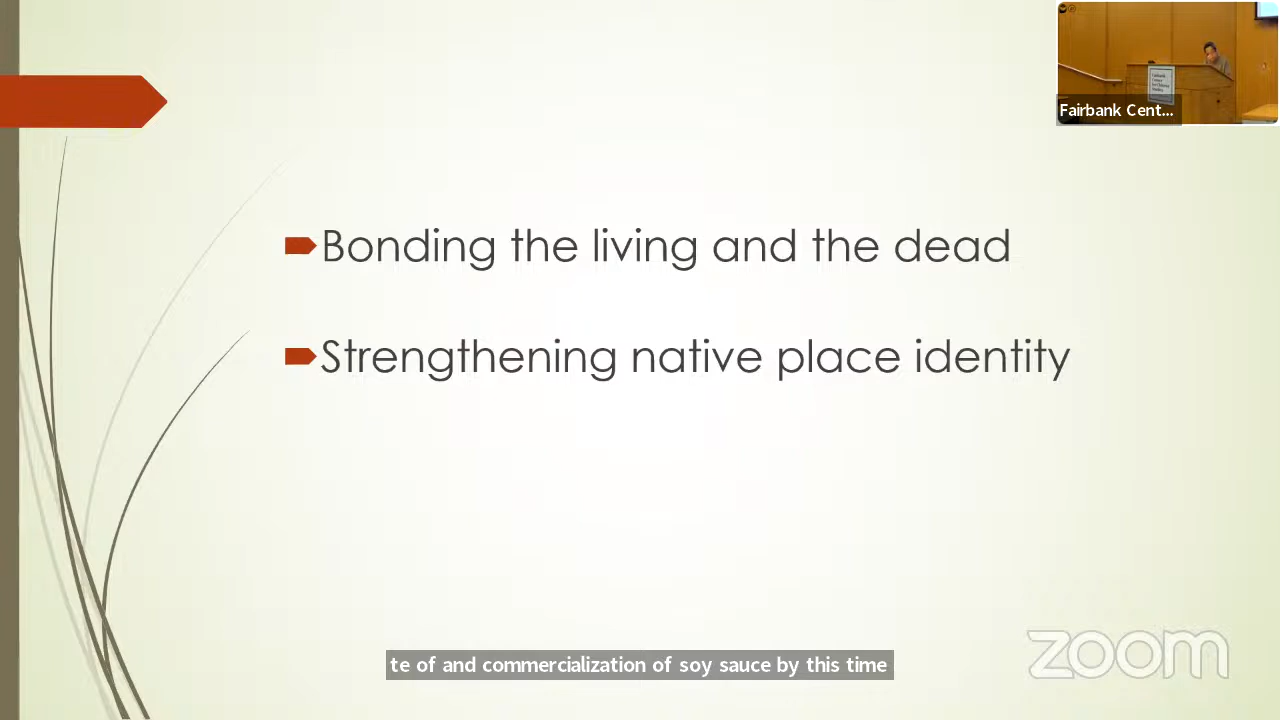 Fairbank Cent...
Bonding the living and the dead
Strengthening native place identity
te of and commercialization of soy sauce by this time
zoom